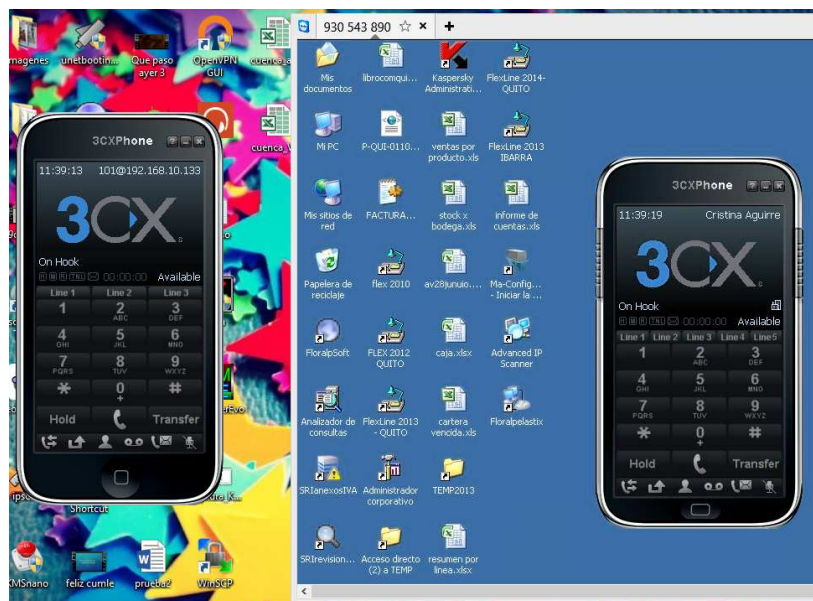 930 543 890
magenes
unetbootin...
Que paso
ayer 3
OpenVPN
GUI
3CXPhone
11:39:13
101@192.168.10.133
3CX
On Hook
00:00:00
Available
Line 1
Line 2
Line 3
1
2
ABC
3
DEF
4
GHI
5
JKL
6
MNO
7
PQRS
8
TUV
9
WXYZ
*
0
+
#
Hold
Transfer
Shortcut
feliz cumle
prueba2
WinSCP
Mis
documentos
librocomqui...
Kaspersky
Administrati...
FlexLine 2014-
QUITO
Mi PC
P-QUI-0110...
ventas por
producto.xls
FlexLine 2013
IBARRA
Mis sitios de
red
FACTURA...
stock x
bodega.xls
informe de
cuentas.xls
Papelera de
reciclaje
flex 2010
av28junuio....
Ma-Config...
- Iniciar la ...
FloralpSoft
FLEX 2012
QUITO
caja.xlsx
Advanced IP
Scanner
Analizador de
consultas
FlexLine 2013
- QUITO
cartera
vencida.xls
Floralpelastix
SRIanexosIVA
Administrador
corporativo
TEMP2013
SRIrevision...
Acceso directo
(2) a TEMP
resumen por
linea.xlsx
3CXPhone
11:39:19
Cristina Aguirre
3CX
On Hook
00:00:00
Available
Line 1
Line 2
Line 3
Line 4
Line5
1
2
ABC
3
DEF
4
GHI
5
JKL
6
MNO
7
PQRS
8
TUV
9
WXYZ
*
0
+
#
Hold
Transfer